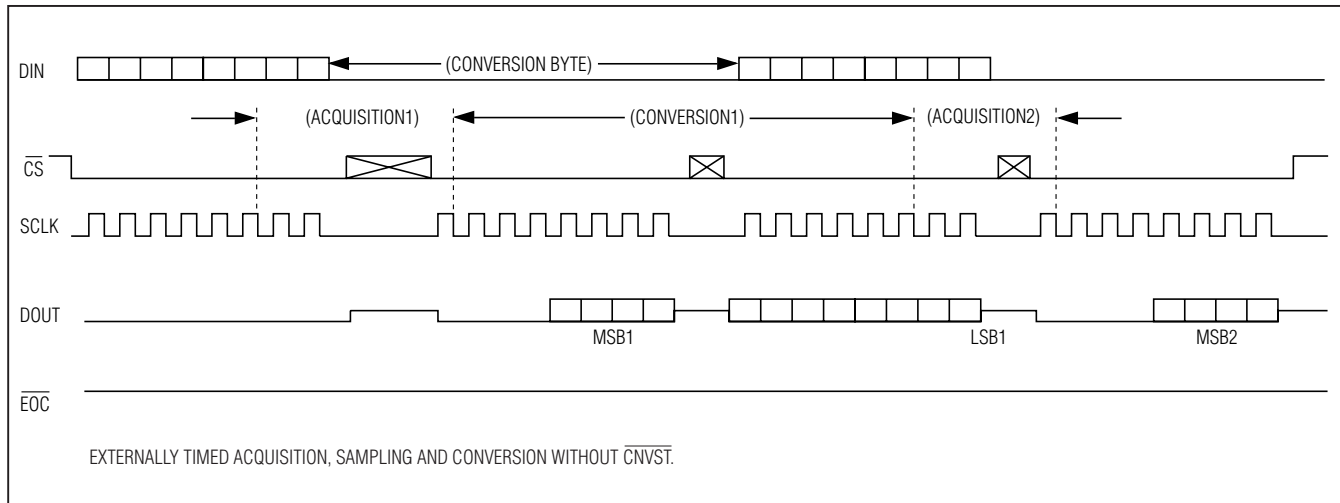 DIN
(CONVERSION BYTE)
(ACQUISITION1)
(CONVERSION1)
(ACQUISITION2)
CS
SCLK
DOUT
MSB1
LSB1
MSB2
EOC
EXTERNALLY TIMED ACQUISITION, SAMPLING AND CONVERSION WITHOUT CNVST.